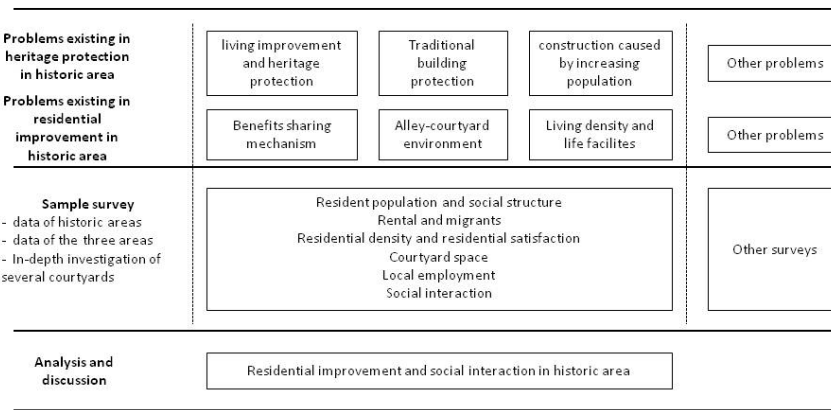 Problems existing in
heritage protection
in historic area
living improvement
and heritage
protection
Traditional
building
protection
construction caused
by increasing
population
Other problems
Problems existing in
residential
improvement in
historic area
Benefits sharing
mechanism
Alley-courtyard
environment
Living density and
life facilites
Other problems
Sample survey
- data of historic areas
- data of the three areas
- In-depth investigation of
several courtyards
Resident population and social structure
Rental and migrants
Residential density and residential satisfaction
Courtyard space
Local employment
Social interaction
Other surveys
Analysis and
discussion
Residential improvement and social interaction in historic area